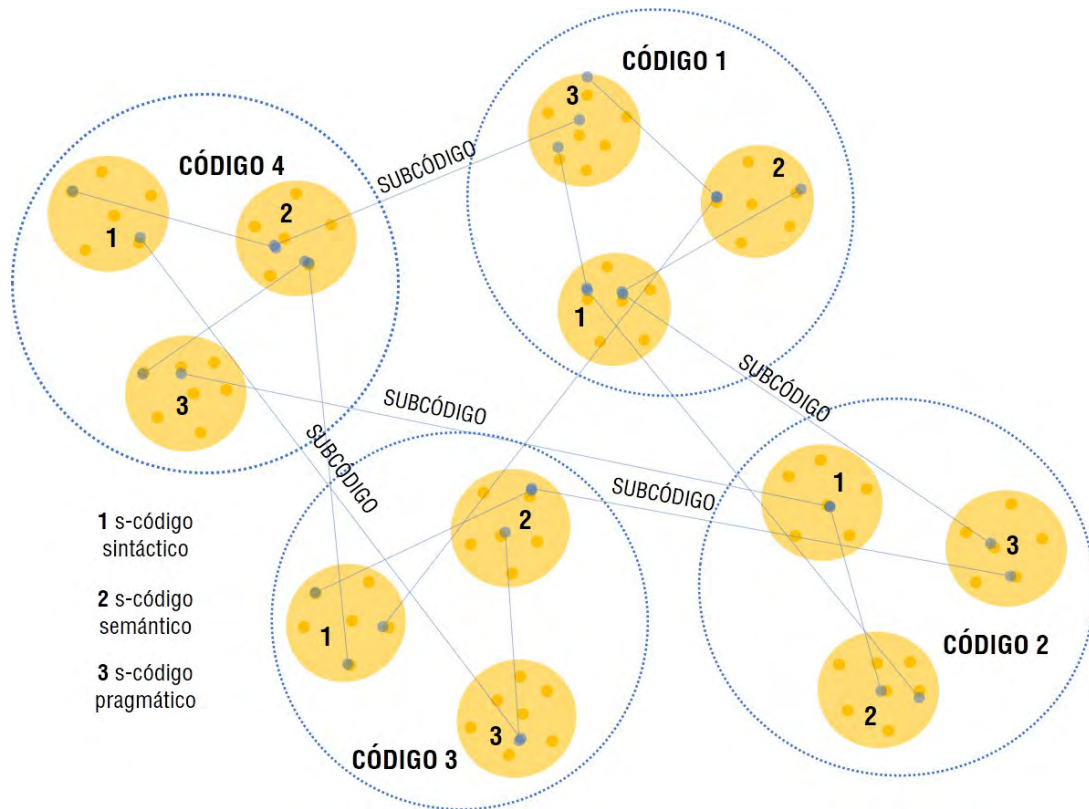 CÓDIGO 1
3
2
1
CÓDIGO 4
1
2
3
SUBCÓDIGO
SUBCÓDIGO
SUBCÓDIGO
SUBCÓDIGO
SUBCÓDIGO
1
3
2
CÓDIGO 2
2
1
3
CÓDIGO 3
1 s-código
sintáctico
2 s-código
semántico
3 s-código
pragmático